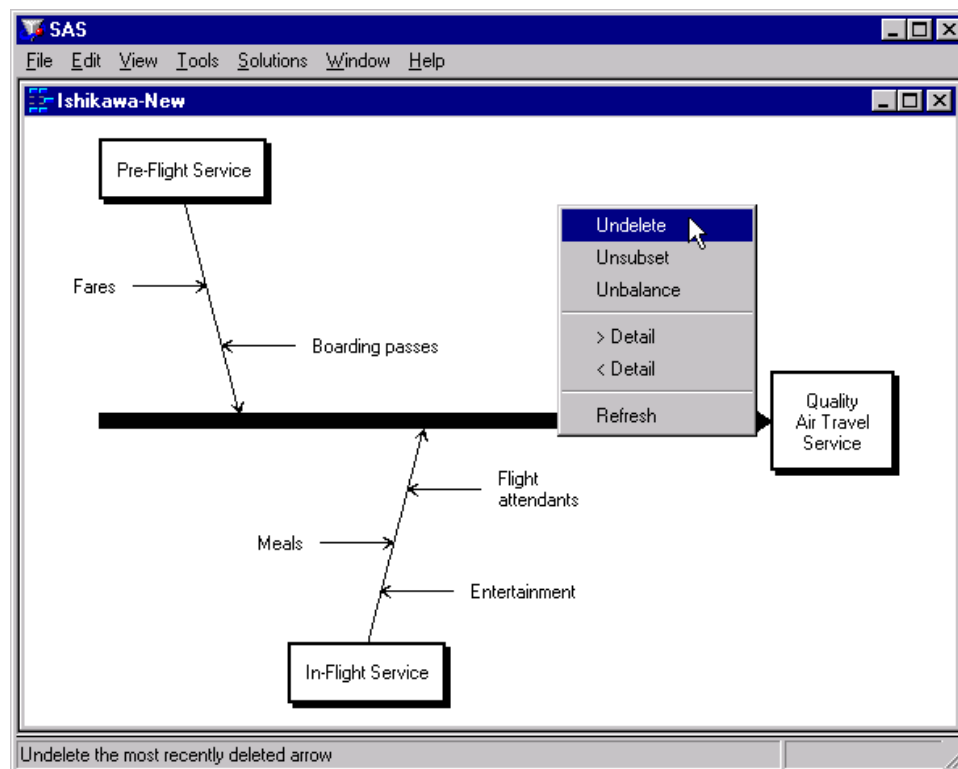 SAS
File Edit View Tools Solutions Window Help
Ishikawa-New
Pre-Flight Service
Fares
Boarding passes
Undelete
Unsubset
Unbalance
> Detail
< Detail
Refresh
Quality
Air Travel
Service
Flight
attendants
Meals
Entertainment
In-Flight Service
Undelete the most recently deleted arrow